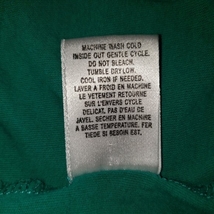 MACHINE WASH COLD
INSIDE OUT GENTLE CYCLE.
DO NOT BLEACH.
TUMBLE DRY LOW.
COOL IRON IF NEEDED.
LAVER A FROID EN MACHINE
LE VETEMENT RETOURNE
SUR L'ENVERS CYCLE
DELICAT. PAS D'EAU DE
JAVEL. SECHER EN MACHINE
A BASSE TEMPERATURE. FER
TIEDE SI BESOIN EST.